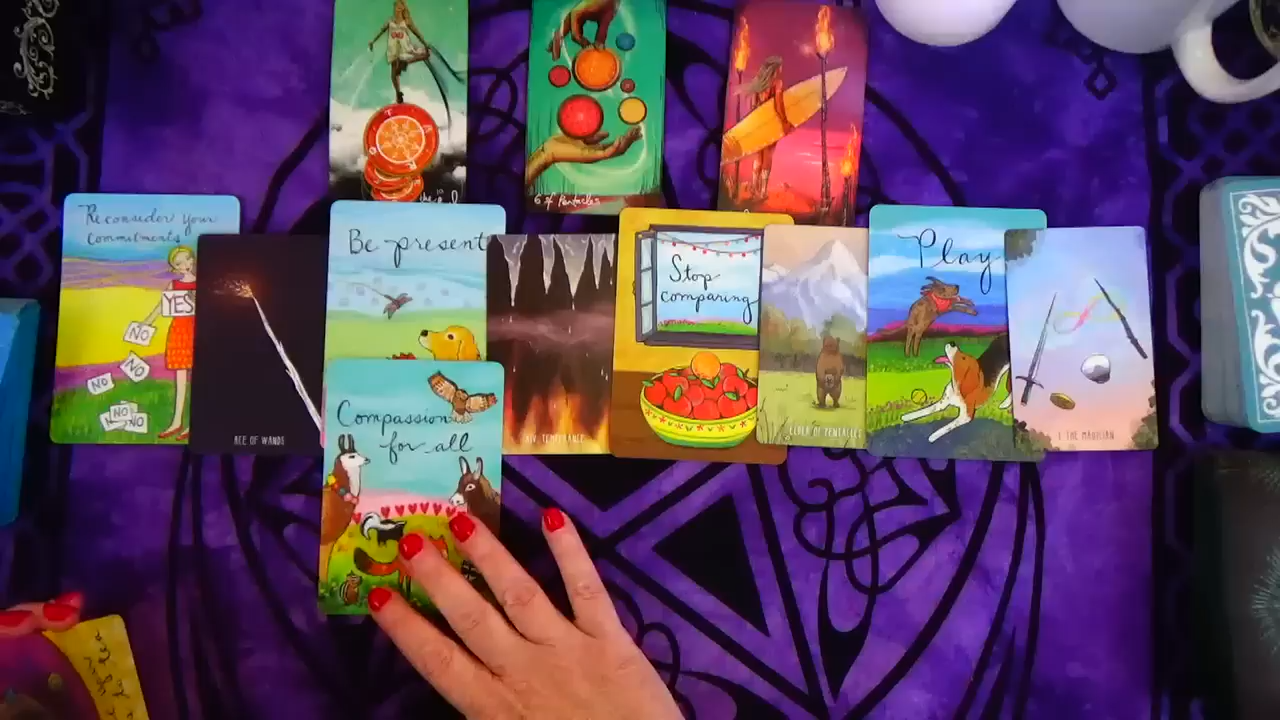 6 of Pentacles
Reconsider your
commitments
YES
NO
NO
NO
NO
NO
ACE OF WANDS
Be present
Compassion
for all
XIV TEMPERANCE
Stop
comparing
ELDER OF PENTACLES
Play
I THE MAGICIAN